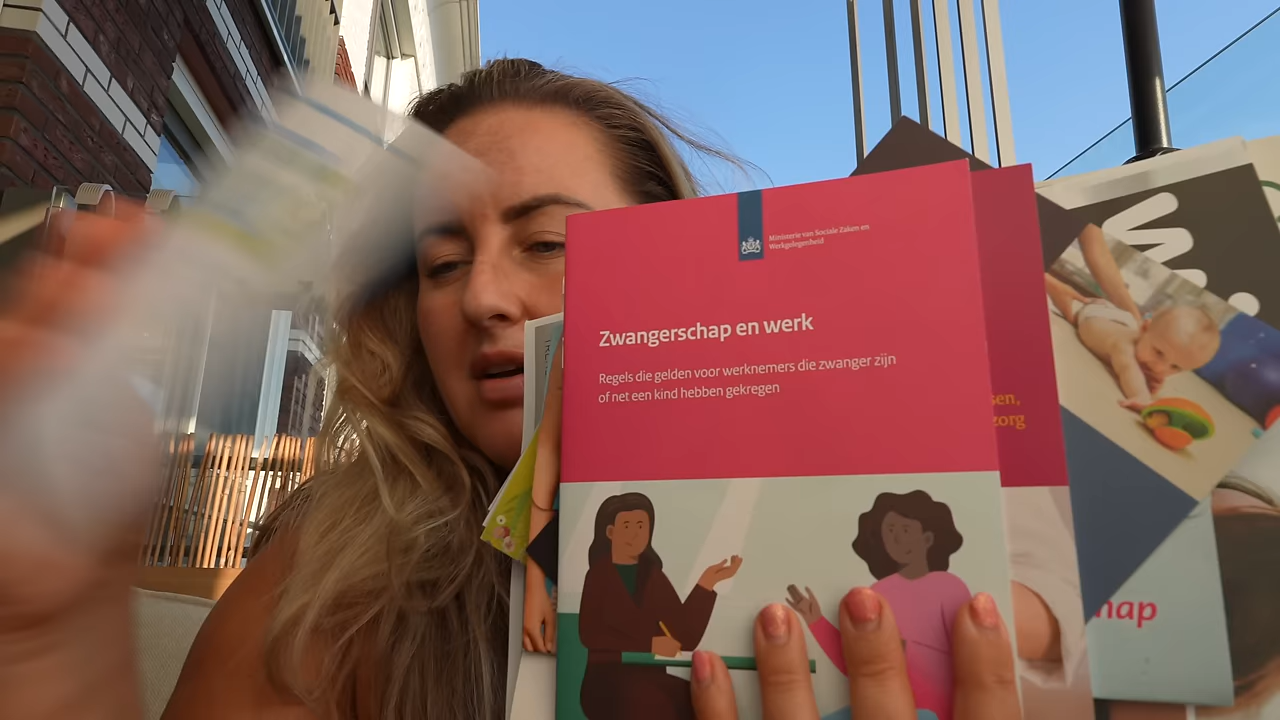 Ministerie van Sociale Zaken en
Werkgelegenheid
Zwangerschap en werk
Regels die gelden voor werknemers die zwanger zijn
of net een kind hebben gekregen
sen,
zorg
hap